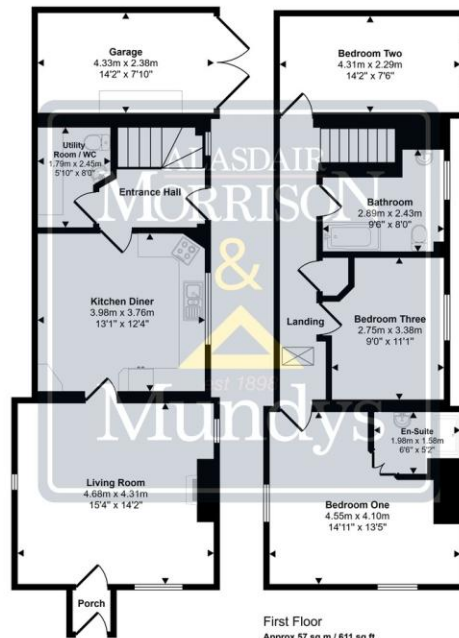 Garage
4.33m x 2.38m
14'2" x 7'10"
Bedroom Two
4.31m x 2.29m
14'2" x 7'6"
Utility
Room / WC
1.79m x 2.45m
5'10" x 8'0"
ALASDAIR
MORRISON
&
Mundys
est 1898
Entrance Hall
Bathroom
2.89m x 2.43m
9'6" x 8'0"
Kitchen Diner
3.98m x 3.76m
13'1" x 12'4"
Landing
Bedroom Three
2.75m x 3.38m
9'0" x 11'1"
En-Suite
1.98m x 1.58m
6'6" x 5'2"
Living Room
4.68m x 4.31m
15'4" x 14'2"
Bedroom One
4.55m x 4.10m
14'11" x 13'5"
Porch
First Floor
Approx 57 sq m / 611 sq ft